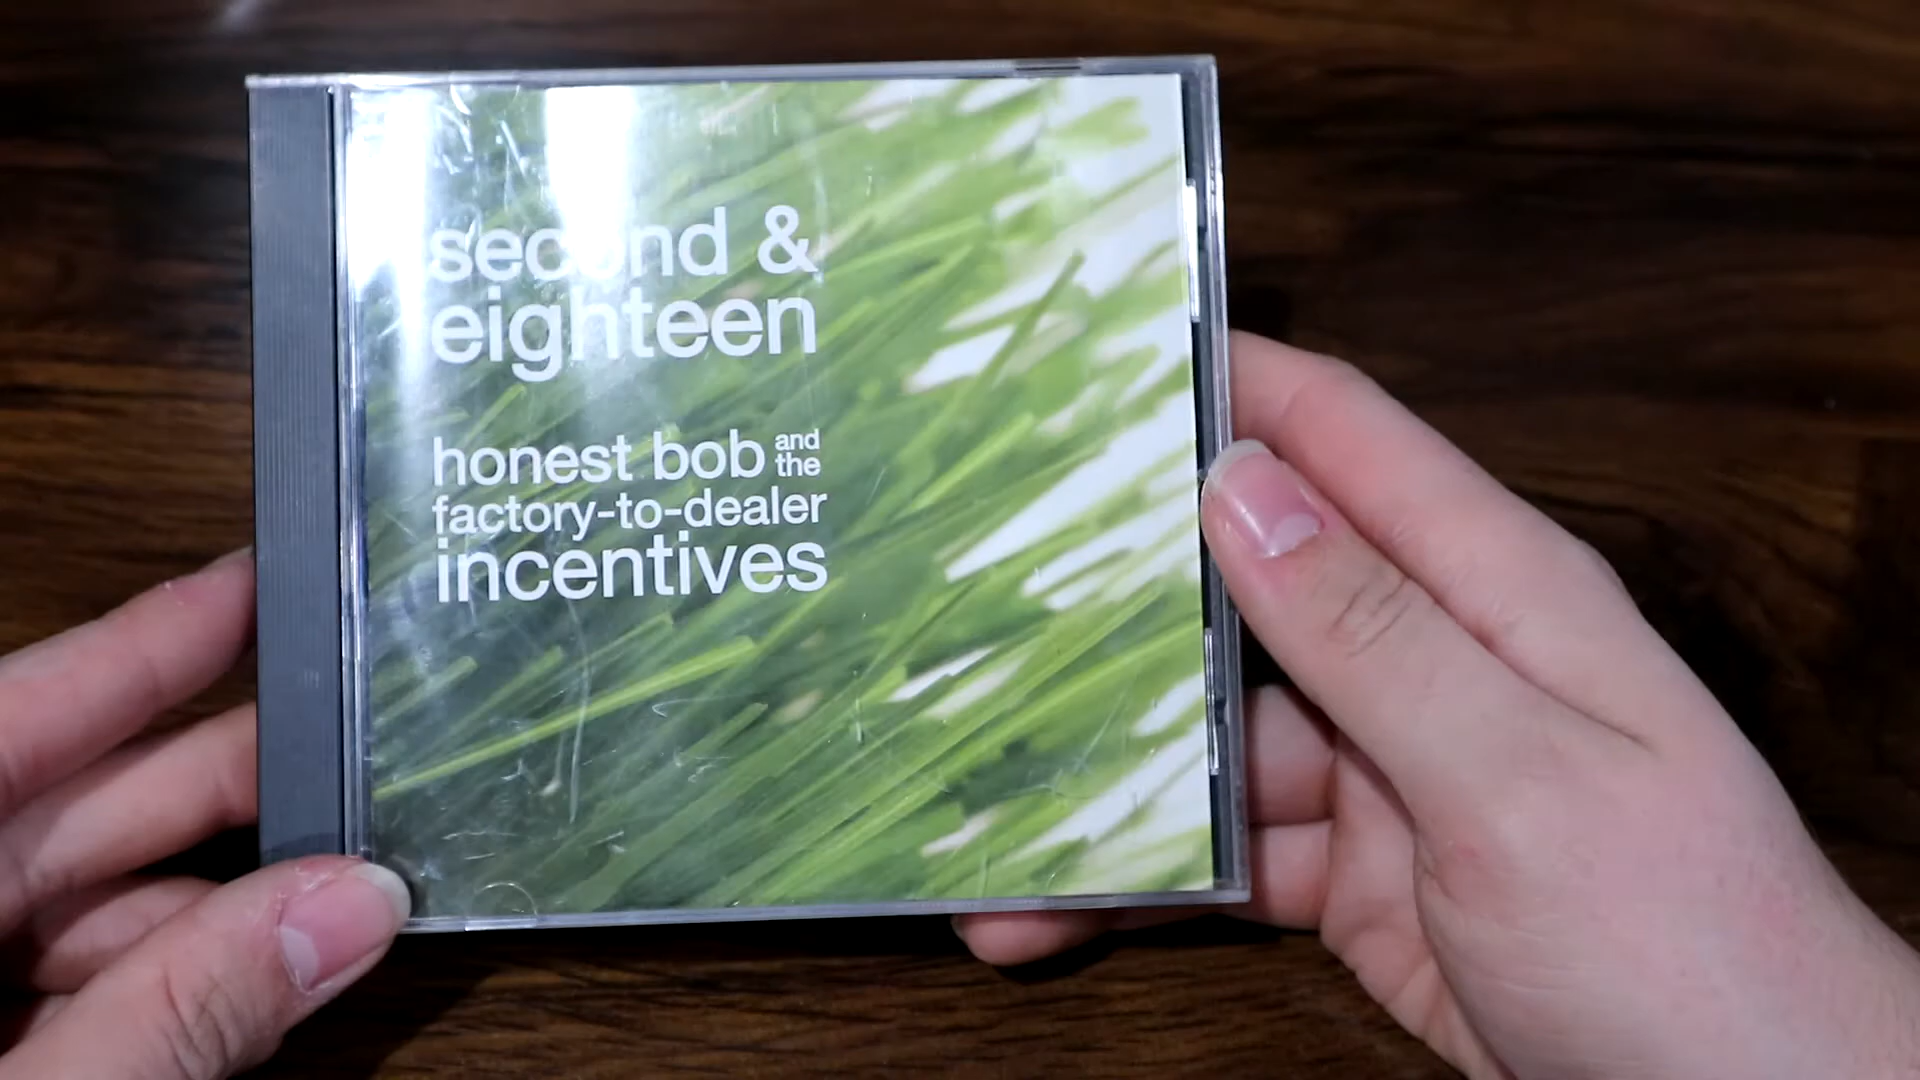 second &
eighteen
honest bob and the
factory-to-dealer
incentives